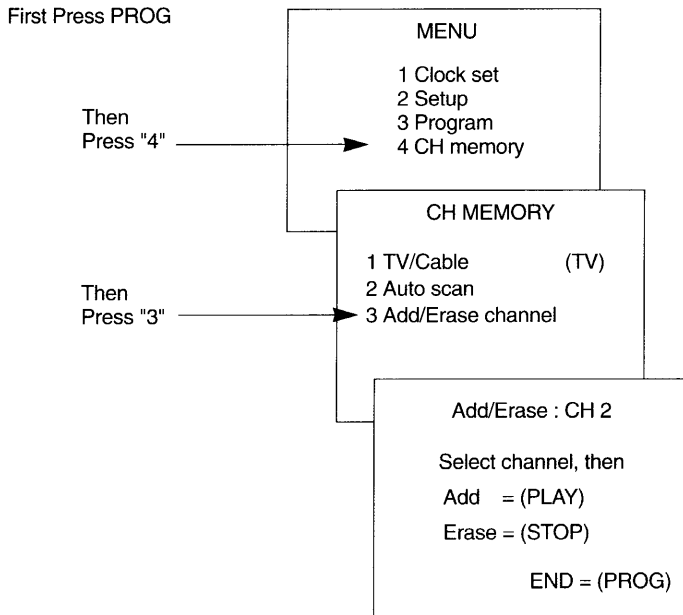 First Press PROG
MENU
1 Clock set
2 Setup
3 Program
4 CH memory
Then
Press "4"
CH MEMORY
1 TV/Cable (TV)
2 Auto scan
3 Add/Erase channel
Then
Press "3"
Add/Erase : CH 2
Select channel, then
Add = (PLAY)
Erase = (STOP)
END = (PROG)